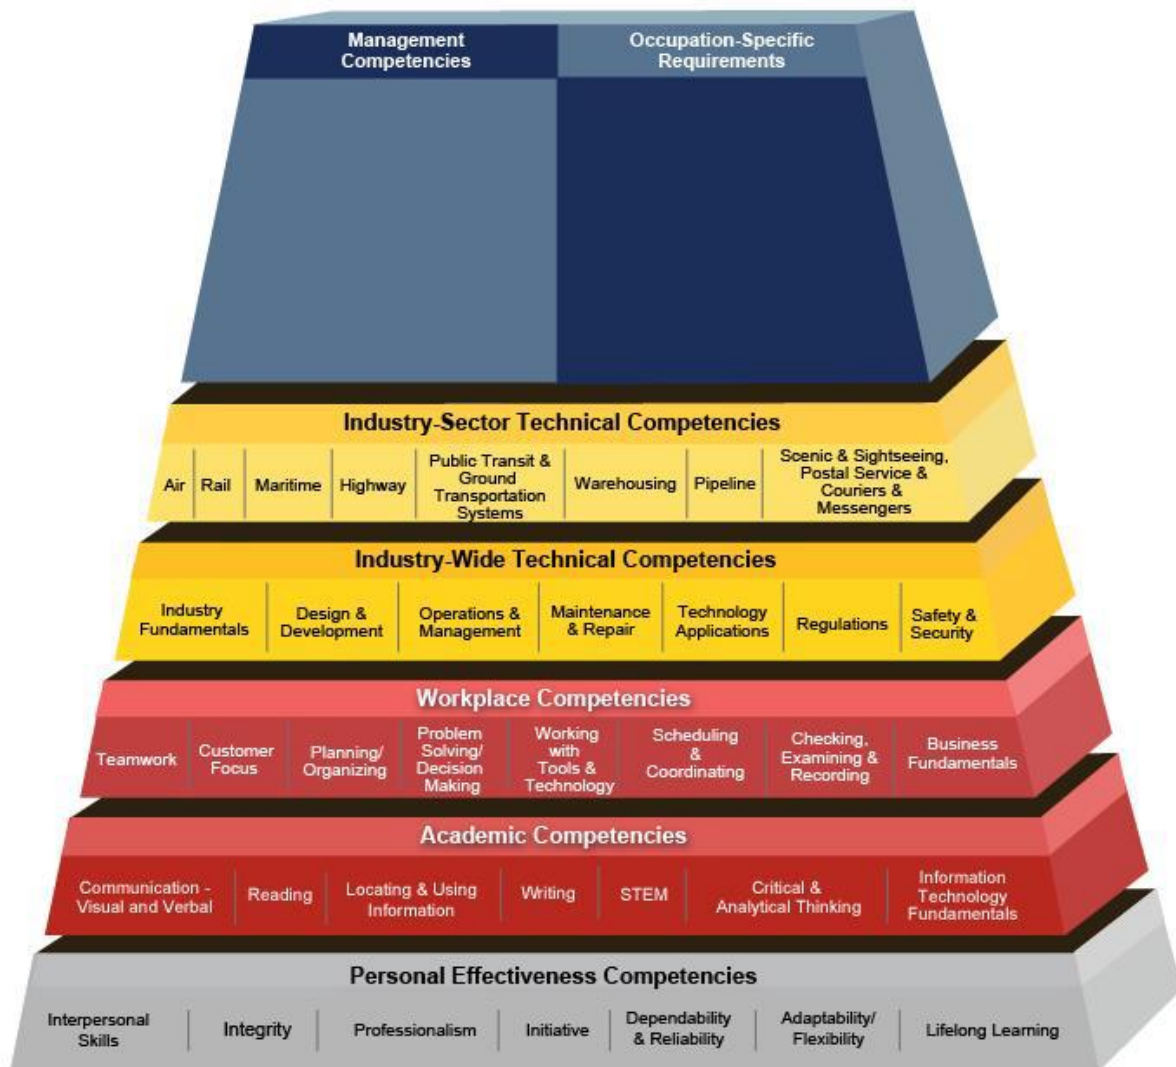 Management
Competencies
Occupation-Specific
Requirements
Industry-Sector Technical Competencies
Air
Rail
Maritime
Highway
Public Transit &
Ground
Transportation
Systems
Warehousing
Pipeline
Scenic & Sightseeing,
Postal Service &
Couriers &
Messengers
Industry-Wide Technical Competencies
Industry
Fundamentals
Design &
Development
Operations &
Management
Maintenance
& Repair
Technology
Applications
Regulations
Safety &
Security
Workplace Competencies
Teamwork
Customer
Focus
Planning/
Organizing
Problem
Solving/
Decision
Making
Working
with
Tools &
Technology
Scheduling
&
Coordinating
Checking,
Examining &
Recording
Business
Fundamentals
Academic Competencies
Communication -
Visual and Verbal
Reading
Locating & Using
Information
Writing
STEM
Critical &
Analytical Thinking
Information
Technology
Fundamentals
Personal Effectiveness Competencies
Interpersonal
Skills
Integrity
Professionalism
Initiative
Dependability
& Reliability
Adaptability/
Flexibility
Lifelong Learning